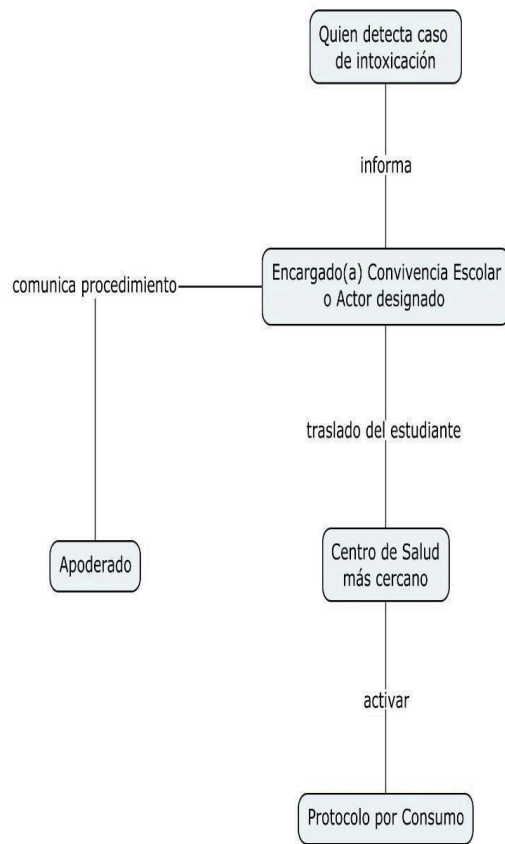 Quien detecta caso
de intoxicación
informa
Encargado(a) Convivencia Escolar
o Actor designado
comunica procedimiento
traslado del estudiante
Apoderado
Centro de Salud
más cercano
activar
Protocolo por Consumo